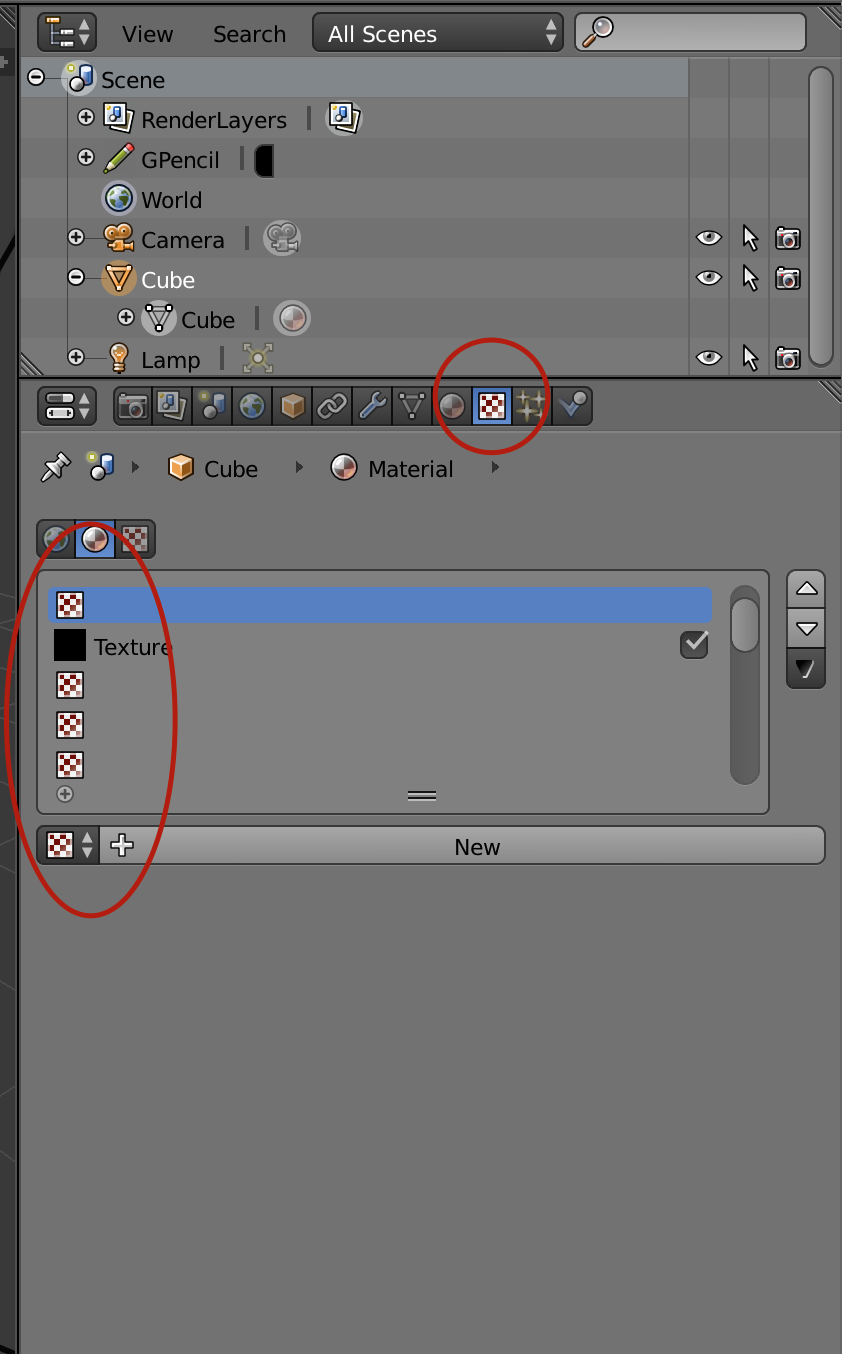 View Search All Scenes
Scene
RenderLayers
GPencil
World
Camera
Cube
Cube
Lamp
Cube Material
Texture
New